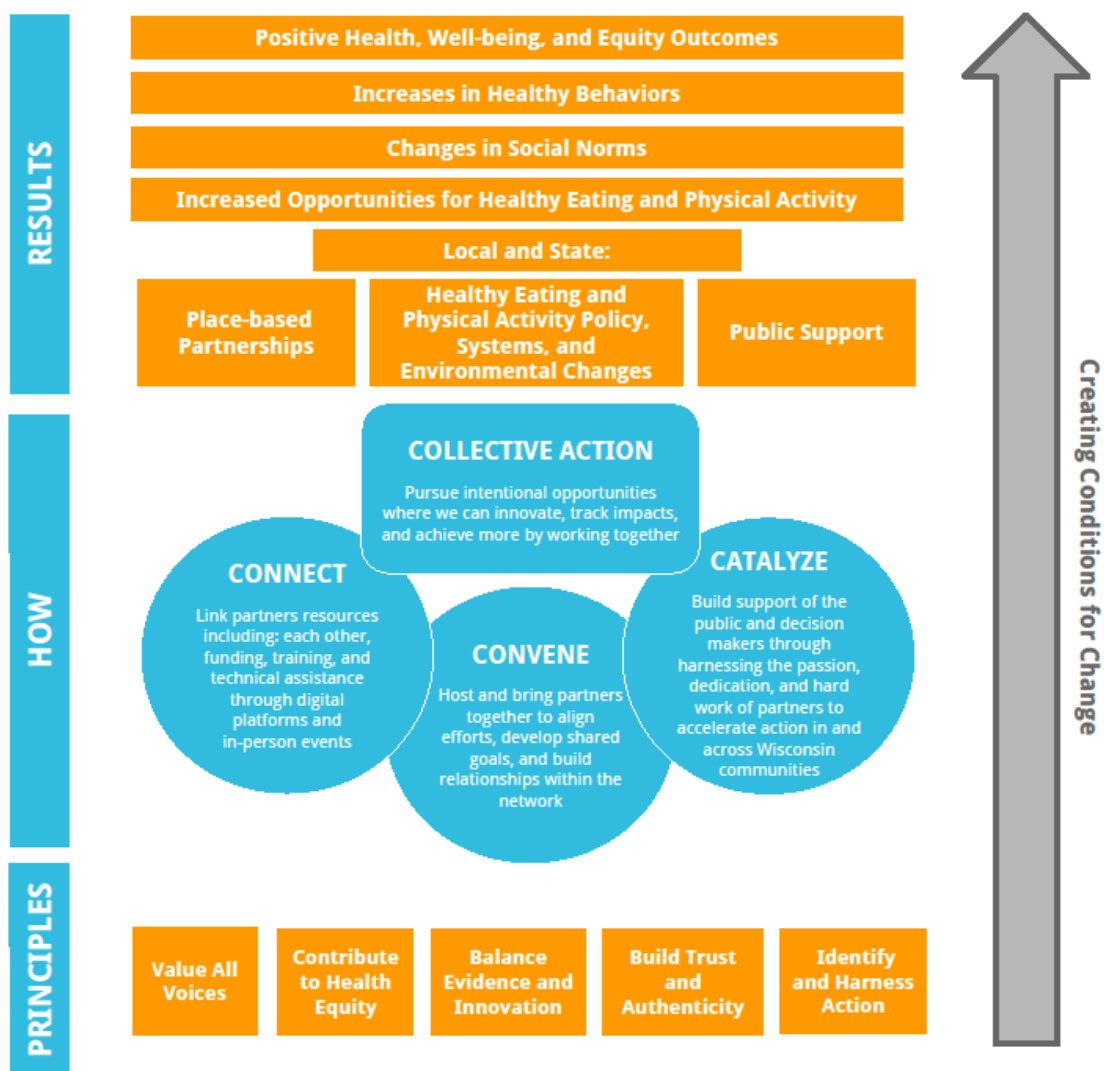 RESULTS
Positive Health, Well-being, and Equity Outcomes
Increases in Healthy Behaviors
Changes in Social Norms
Increased Opportunities for Healthy Eating and Physical Activity
Local and State:
Place-based
Partnerships
Healthy Eating and
Physical Activity Policy,
Systems, and
Environmental Changes
Public Support
HOW
COLLECTIVE ACTION
Pursue intentional opportunities
where we can innovate, track impacts,
and achieve more by working together
CONNECT
Link partners resources
including: each other,
funding, training, and
technical assistance
through digital
platforms and
in-person events
CONVENE
Host and bring partners
together to align
efforts, develop shared
goals, and build
relationships within the
network
CATALYZE
Build support of the
public and decision
makers through
harnessing the passion,
dedication, and hard
work of partners to
accelerate action in and
across Wisconsin
communities
PRINCIPLES
Value All
Voices
Contribute
to Health
Equity
Balance
Evidence and
Innovation
Build Trust
and
Authenticity
Identify
and Harness
Action
Creating Conditions for Change